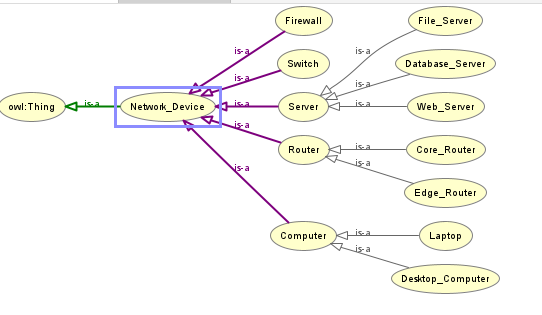 Firewall
File_Server
is-a
is-a
Switch
Database_Server
is-a
owl:Thing
is-a
Network_Device
is-a
Server
is-a
Web_Server
is-a
Router
is-a
Core_Router
is-a
is-a
Edge_Router
Computer
is-a
Laptop
is-a
Desktop_Computer